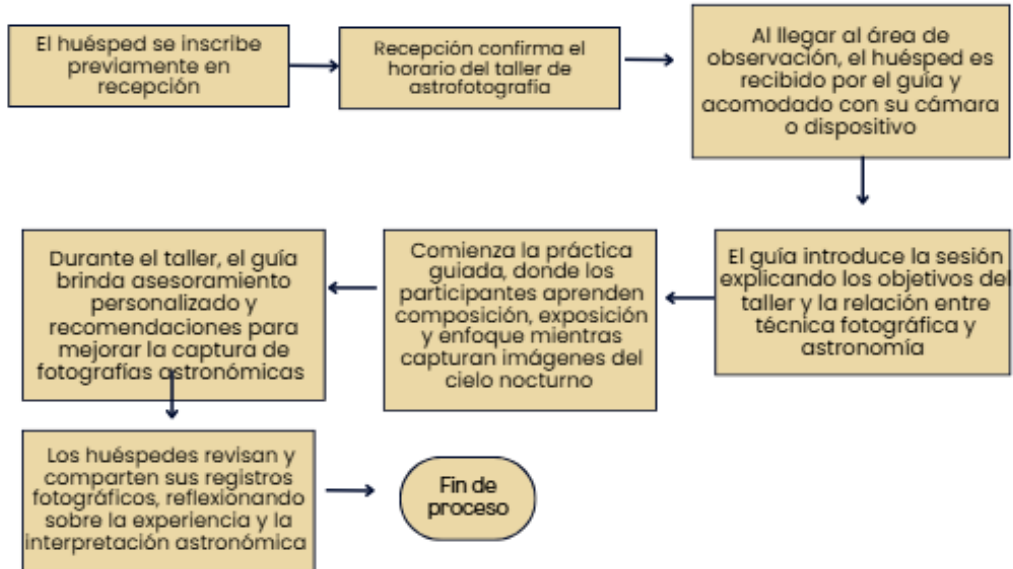 El huésped se inscribe
previamente en
recepción
Recepción confirma el
horario del taller de
astrofotografía
Al llegar al área de
observación, el huésped es
recibido por el guía y
acomodado con su cámara
o dispositivo
El guía introduce la sesión
explicando los objetivos del
taller y la relación entre
técnica fotográfica y
astronomía
Comienza la práctica
guiada, donde los
participantes aprenden
composición, exposición
y enfoque mientras
capturan imágenes del
cielo nocturno
Durante el taller, el guía
brinda asesoramiento
personalizado y
recomendaciones para
mejorar la captura de
fotografías astronómicas
Los huéspedes revisan y
comparten sus registros
fotográficos, reflexionando
sobre la experiencia y la
interpretación astronómica
Fin de
proceso